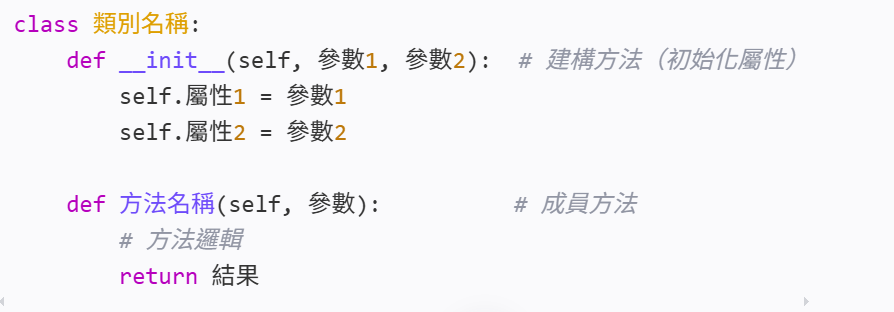 class 類別名稱:
    def __init__(self, 參數1, 參數2):  # 建構方法（初始化屬性）
        self.屬性1 = 參數1
        self.屬性2 = 參數2

    def 方法名稱(self, 參數):          # 成員方法
        # 方法邏輯
        return 結果